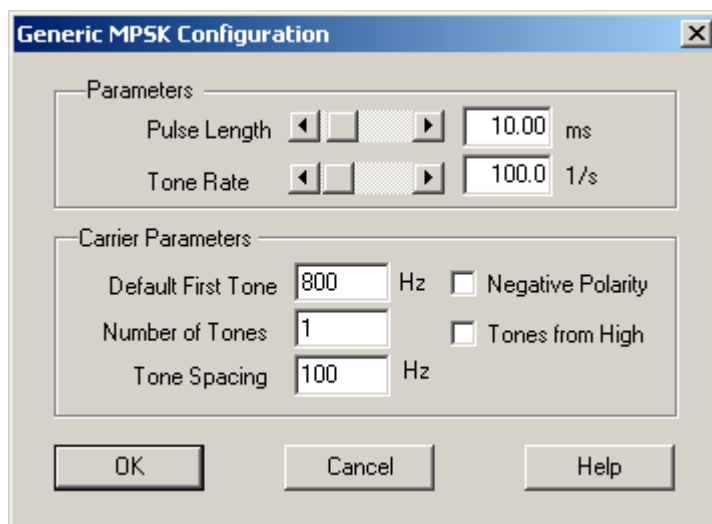 Generic MPSK Configuration
Parameters
Pulse Length 10.00 ms
Tone Rate 100.0 1/s
Carrier Parameters
Default First Tone 800 Hz Negative Polarity
Number of Tones 1 Tones from High
Tone Spacing 100 Hz
OK Cancel Help